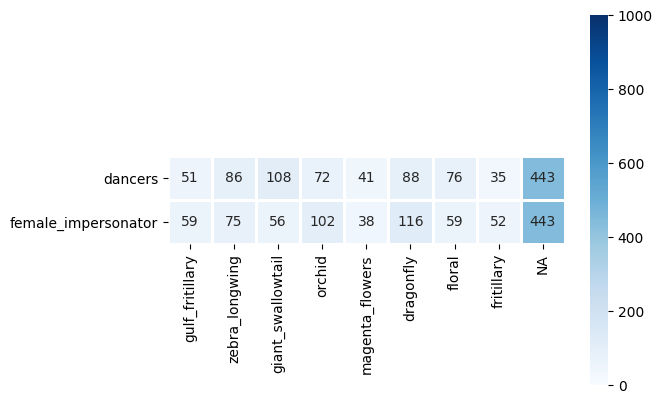 1000
800
600
400
200
0
dancers 51 86 108 72 41 88 76 35 443
female_impersonator 59 75 56 102 38 116 59 52 443
gulf_fritillary
zebra_longwing
giant_swallowtail
orchid
magenta_flowers
dragonfly
floral
fritillary
NA